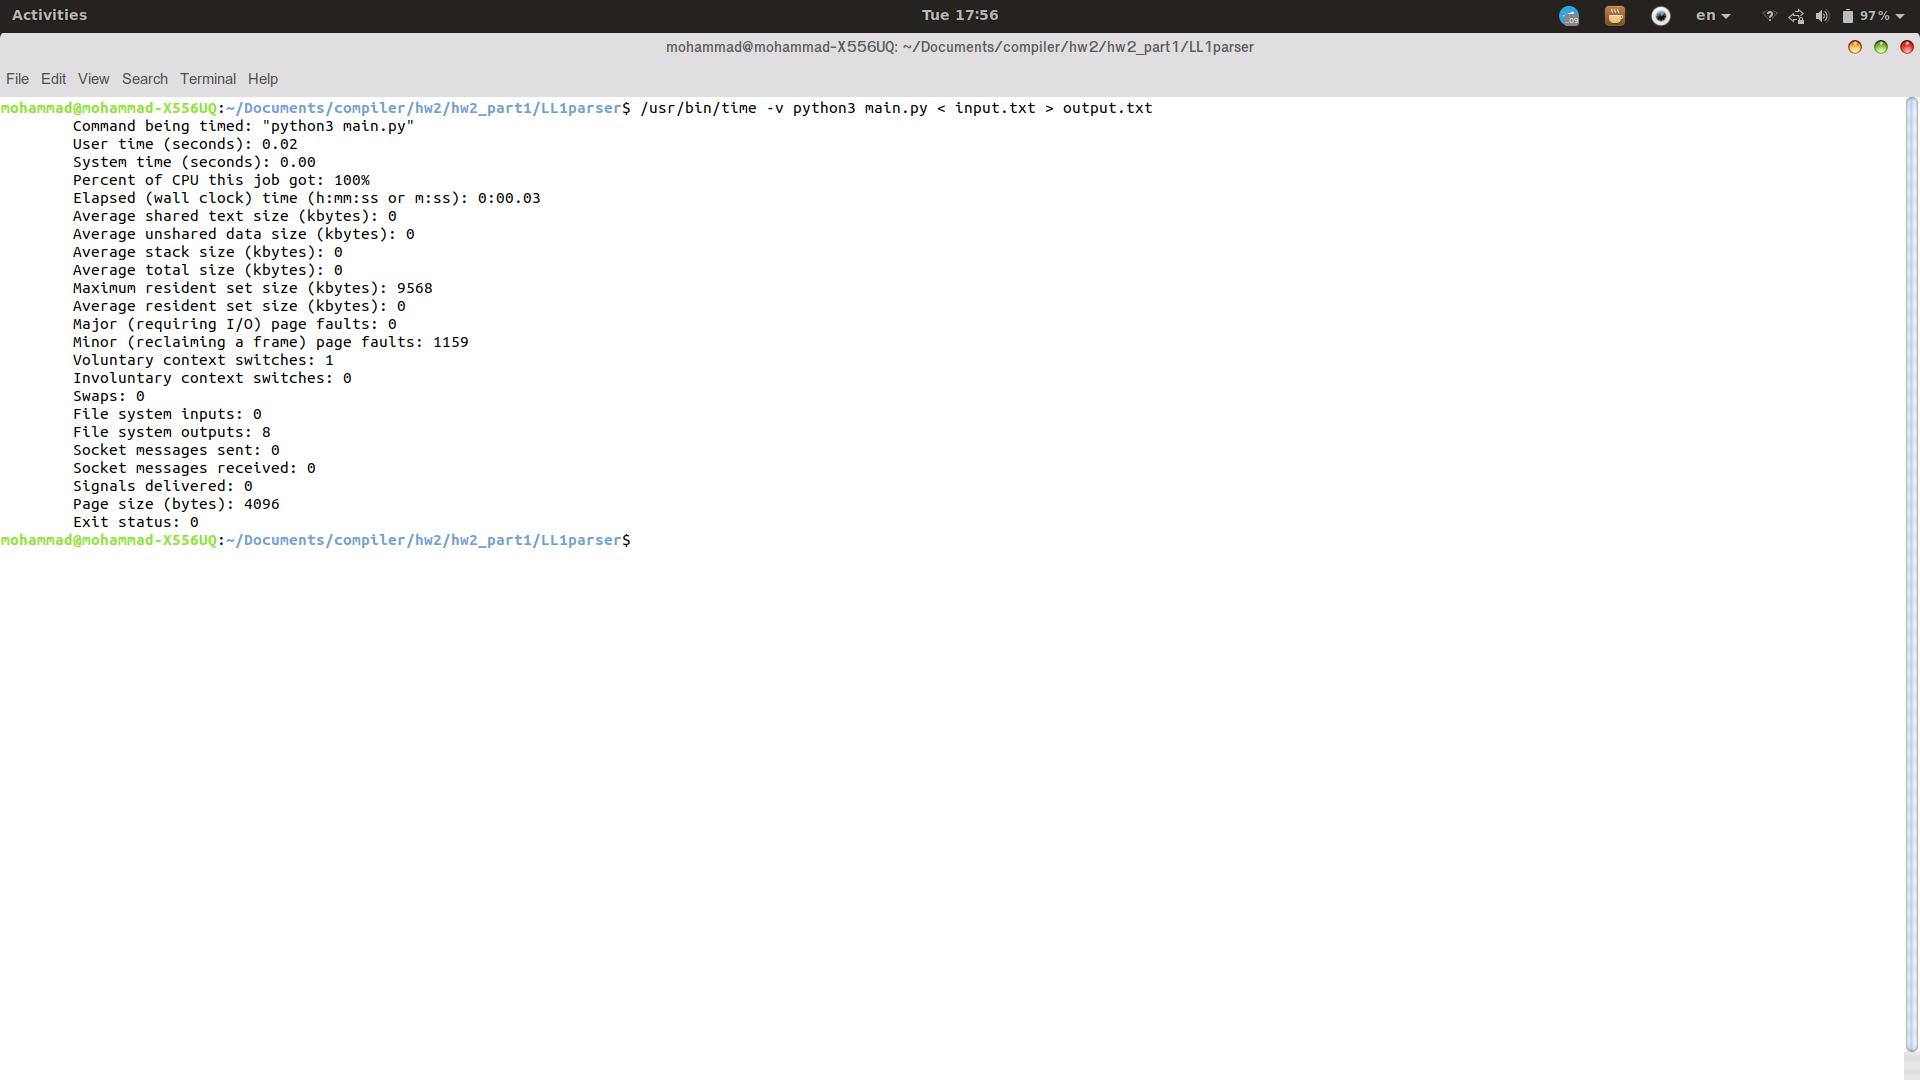 Activities
Tue 17:56
en
97%
mohammad@mohammad-X556UQ: ~/Documents/compiler/hw2/hw2_part1/LL1parser
File Edit View Search Terminal Help
mohammad@mohammad-X556UQ:~/Documents/compiler/hw2/hw2_part1/LL1parser$ /usr/bin/time -v python3 main.py < input.txt > output.txt
Command being timed: "python3 main.py"
User time (seconds): 0.02
System time (seconds): 0.00
Percent of CPU this job got: 100%
Elapsed (wall clock) time (h:mm:ss or m:ss): 0:00.03
Average shared text size (kbytes): 0
Average unshared data size (kbytes): 0
Average stack size (kbytes): 0
Average total size (kbytes): 0
Maximum resident set size (kbytes): 9568
Average resident set size (kbytes): 0
Major (requiring I/O) page faults: 0
Minor (reclaiming a frame) page faults: 1159
Voluntary context switches: 1
Involuntary context switches: 0
Swaps: 0
File system inputs: 0
File system outputs: 8
Socket messages sent: 0
Socket messages received: 0
Signals delivered: 0
Page size (bytes): 4096
Exit status: 0
mohammad@mohammad-X556UQ:~/Documents/compiler/hw2/hw2_part1/LL1parser$